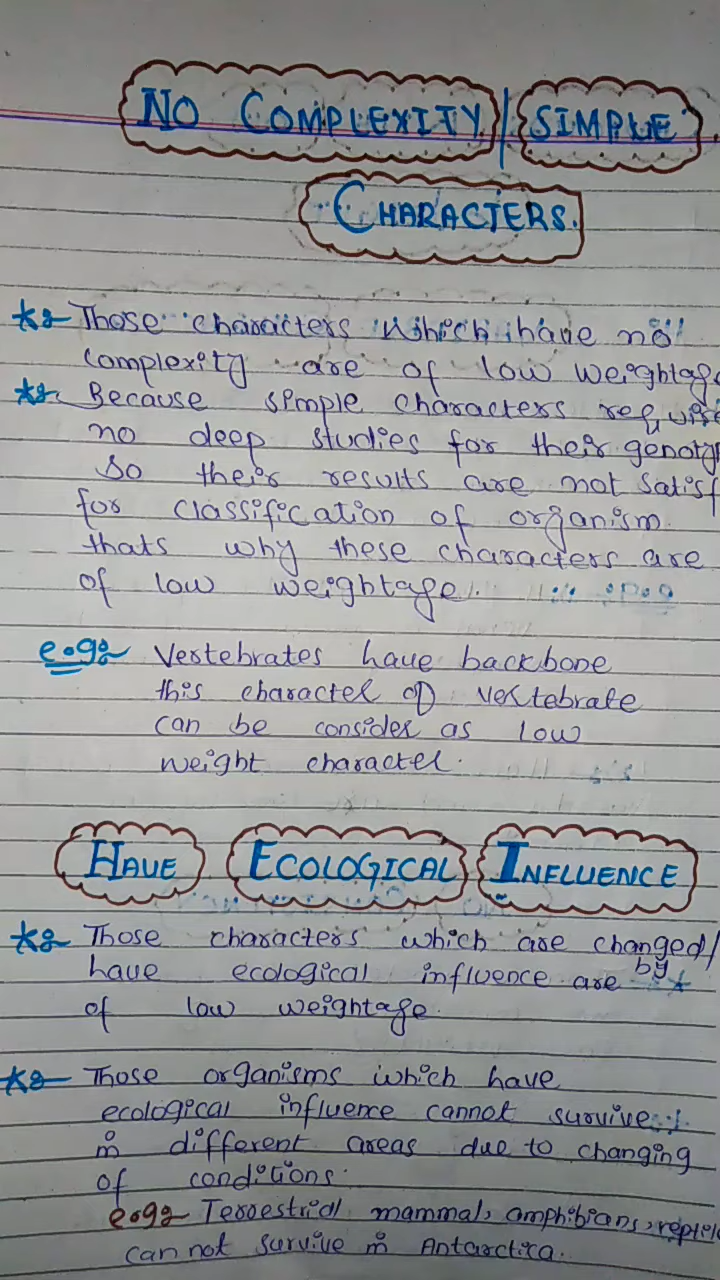 NO COMPLEXITY / SIMPLE
CHARACTERS.
*:- Those characters which have no
complexity are of low weightage
*:- Because simple characters require
no deep studies for their genoty
so their results are not satisf
for classification of organism
thats why these characters are
of low weightage.
e.g:- Vertebrates have backbone
this character of vertebrate
can be consider as low
weight character.
HAVE ECOLOGICAL INFLUENCE
*:- Those characters which are changed/
have ecological influence are by *
of low weightage.
*:- Those organisms which have
ecological influence cannot survive
in different areas due to changing
of conditions.
e.g:- Terrestrial mammal, amphibians, reptile
can not survive in Antarctica.